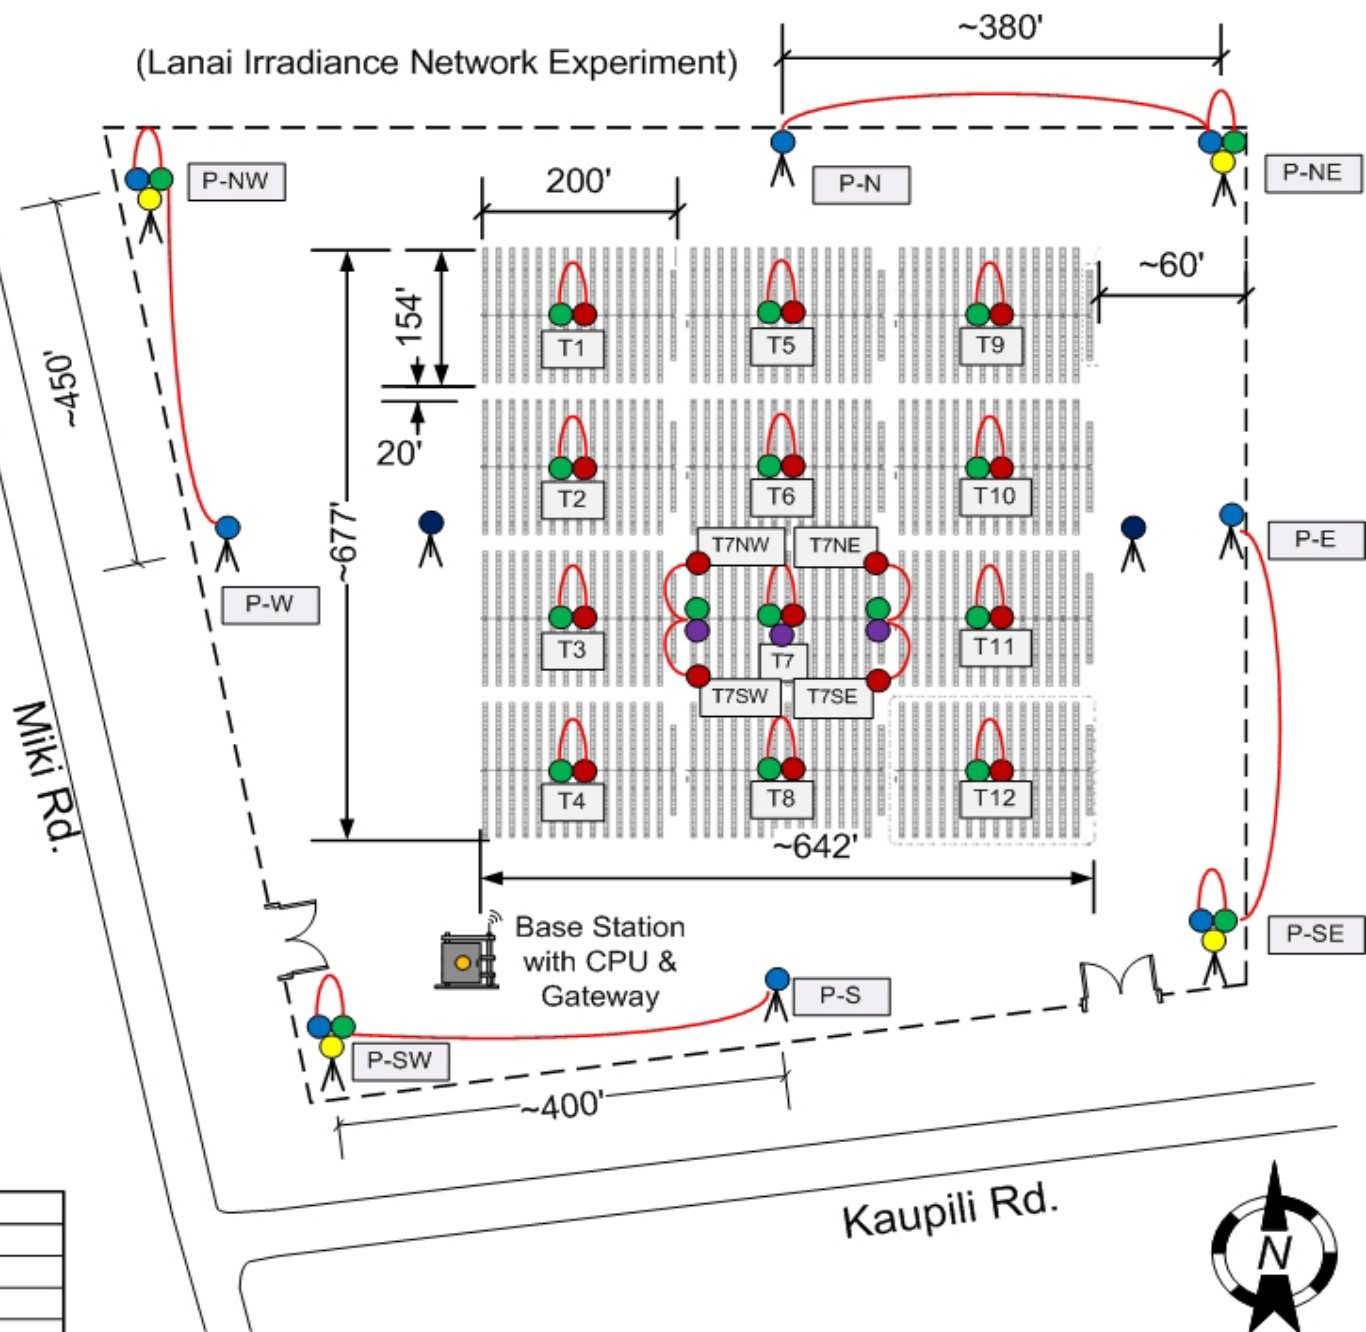 ~380'
(Lanai Irradiance Network Experiment)
P-NW
200'
P-N
P-NE
~60'
154'
T1
T5
T9
~450'
20'
T2
T6
T10
~677'
T7NW
T7NE
P-E
P-W
T3
T7
T11
T7SW
T7SE
Miki Rd.
T4
T8
T12
~642'
Base Station
with CPU &
Gateway
P-SE
P-S
P-SW
~400'
Kaupili Rd.
N